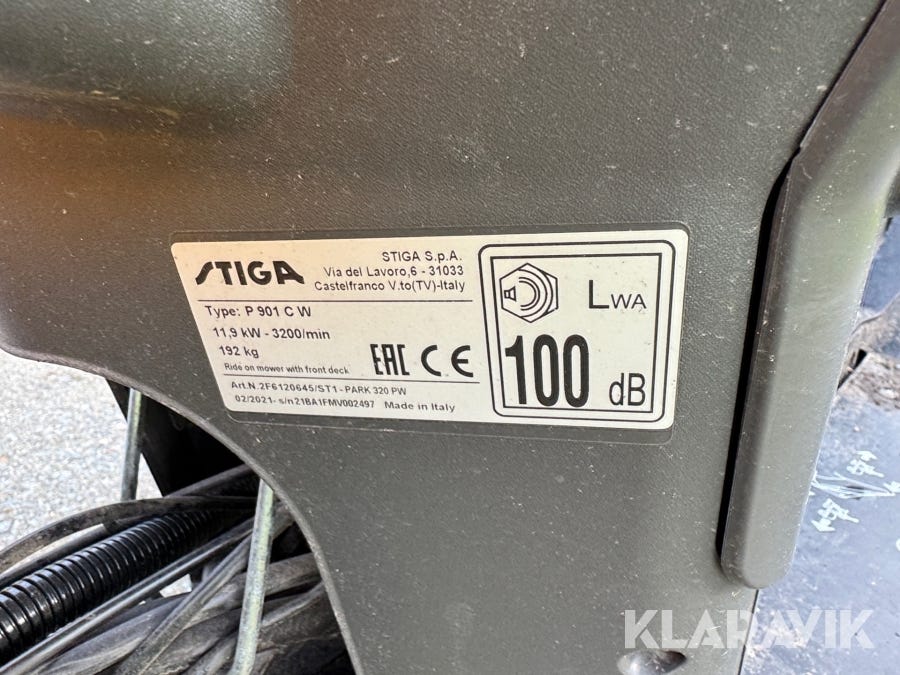 STIGA
STIGA S.p.A.
Via del Lavoro,6 - 31033
Castelfranco V.to(TV)-Italy
Type: P 901 C W
11,9 kW - 3200/min
192 kg
Ride on mower with front deck
EAC CE
Art.N.2F6120645/ST1 - PARK 320 PW
02/2021- s/n21BA1FMV002497 Made in Italy
LWA
100 dB
KLARAVIK